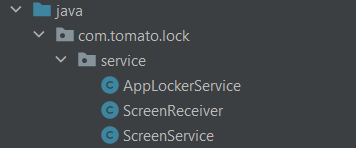 java
com.tomato.lock
service
C AppLockerService
C ScreenReceiver
C ScreenService